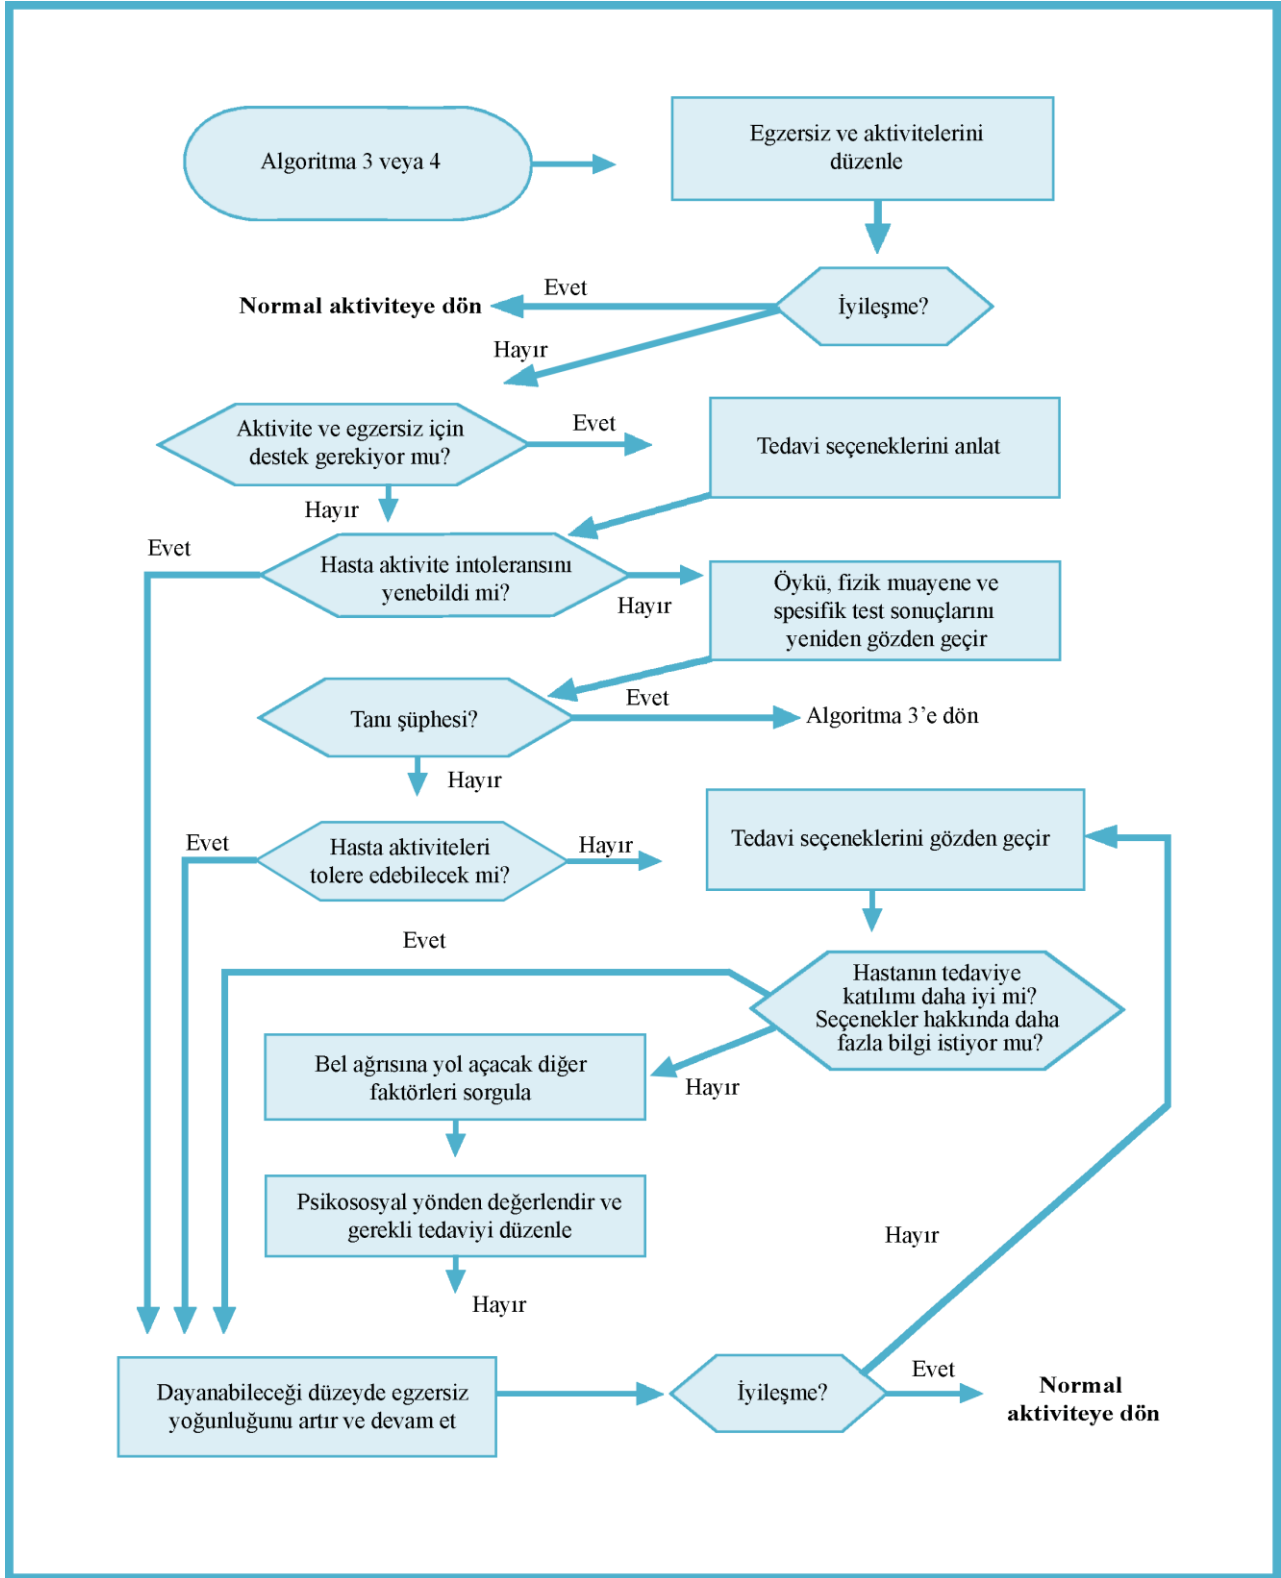 Algoritma 3 veya 4
Egzersiz ve aktivitelerini
düzenle
İyileşme?
Evet
Normal aktiviteye dön
Hayır
Aktivite ve egzersiz için
destek gerekiyor mu?
Evet
Tedavi seçeneklerini anlat
Hayır
Evet
Hasta aktivite intoleransını
yenebildi mi?
Hayır
Öykü, fizik muayene ve
spesifik test sonuçlarını
yeniden gözden geçir
Tanı şüphesi?
Evet
Algoritma 3’e dön
Hayır
Evet
Hasta aktiviteleri
tolere edebilecek mi?
Hayır
Tedavi seçeneklerini gözden geçir
Evet
Hastanın tedaviye
katılımı daha iyi mi?
Seçenekler hakkında daha
fazla bilgi istiyor mu?
Hayır
Bel ağrısına yol açacak diğer
faktörleri sorgula
Psikososyal yönden değerlendir ve
gerekli tedaviyi düzenle
Hayır
Hayır
Dayanabileceği düzeyde egzersiz
yoğunluğunu artır ve devam et
İyileşme?
Evet
Normal
aktiviteye dön